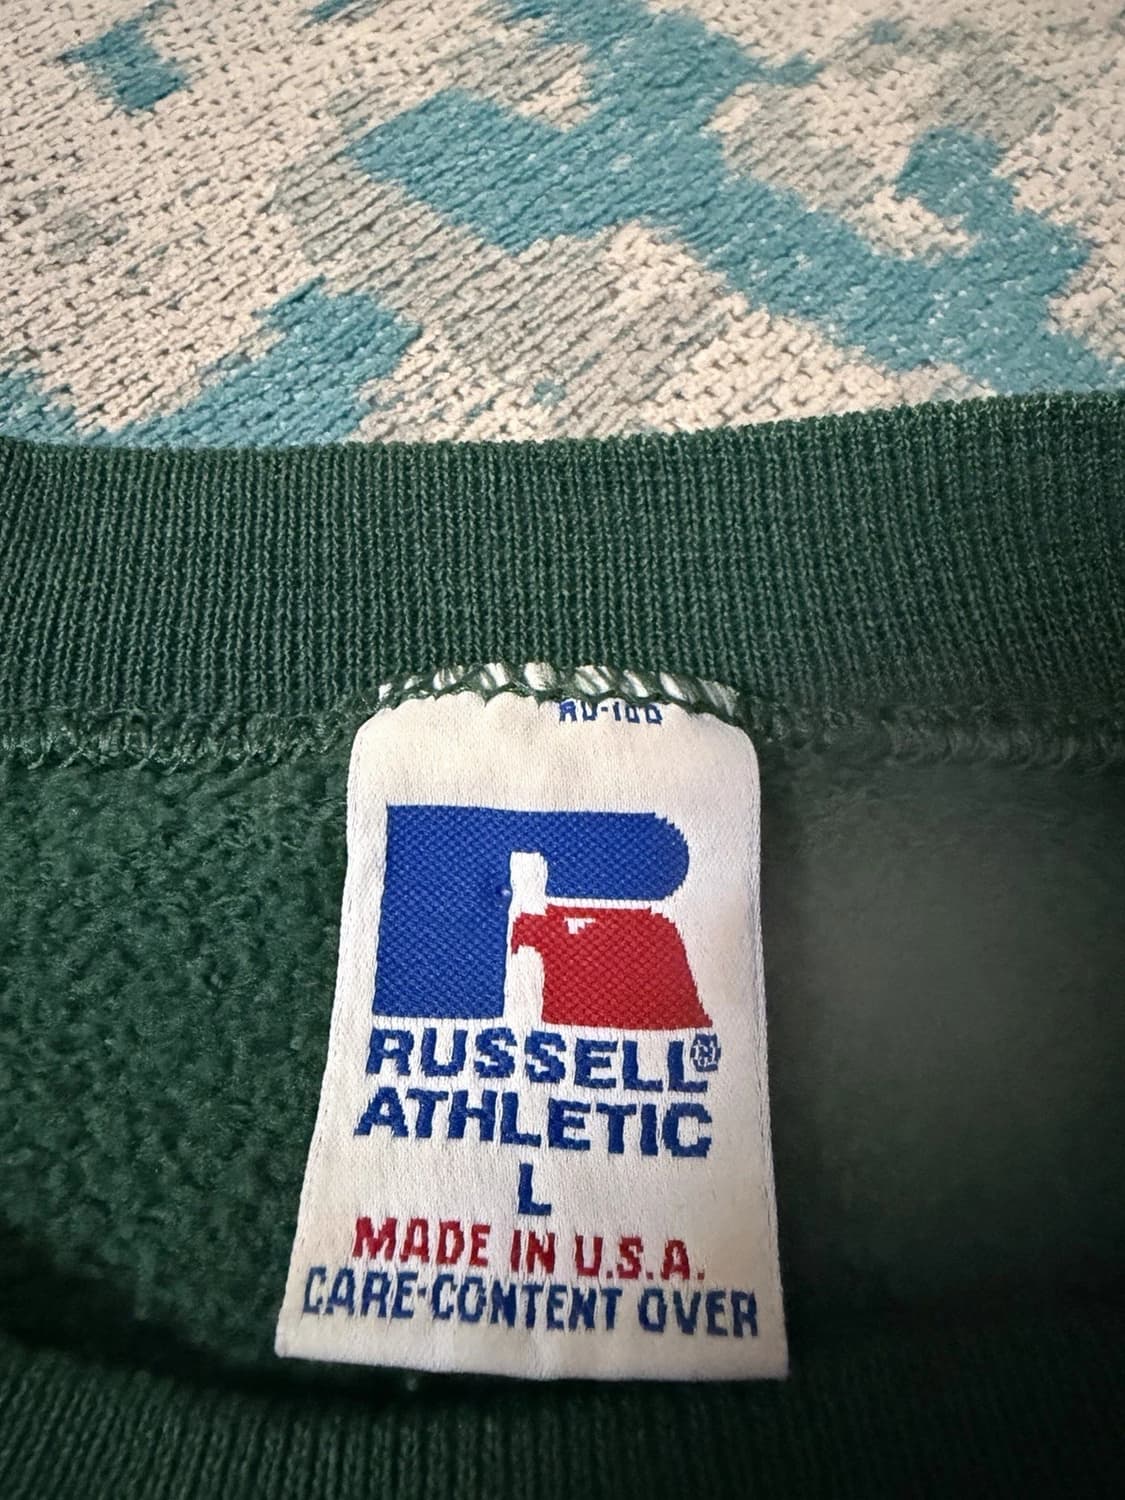 RUSSELL®
ATHLETIC
L
MADE IN U.S.A.
CARE-CONTENT OVER